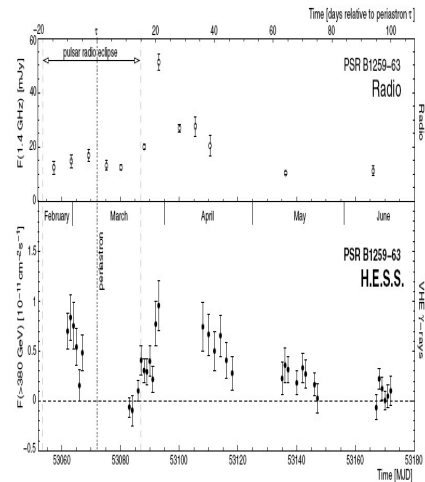 Time [days relative to periastron τ]
−20 τ 20 40 60 80 100
pulsar radio eclipse
PSR B1259−63
Radio
F(1.4 GHz) [mJy]
60
40
20
0
Radio
February March April May June
periastron
PSR B1259−63
H.E.S.S.
F(>380 GeV) [10⁻¹¹ cm⁻²s⁻¹]
1.5
1
0.5
0
−0.5
VHE γ-rays
53060 53080 53100 53120 53140 53160 53180
Time [MJD]